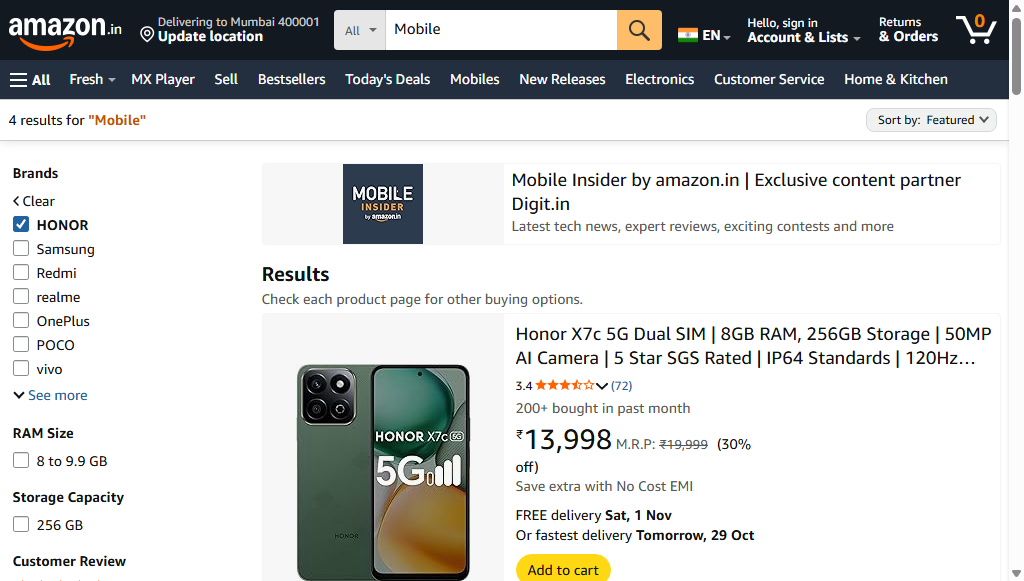 amazon.in
Delivering to Mumbai 400001
Update location
All
Mobile
EN
Hello, sign in
Account & Lists
Returns
& Orders
0
All
Fresh
MX Player
Sell
Bestsellers
Today's Deals
Mobiles
New Releases
Electronics
Customer Service
Home & Kitchen
4 results for "Mobile"
Sort by: Featured
Brands
Clear
HONOR
Samsung
Redmi
realme
OnePlus
POCO
vivo
See more
RAM Size
8 to 9.9 GB
Storage Capacity
256 GB
Customer Review
MOBILE
INSIDER
by amazon.in
Mobile Insider by amazon.in | Exclusive content partner
Digit.in
Latest tech news, expert reviews, exciting contests and more
Results
Check each product page for other buying options.
HONOR X7c 5G
5G
HONOR
Honor X7c 5G Dual SIM | 8GB RAM, 256GB Storage | 50MP
AI Camera | 5 Star SGS Rated | IP64 Standards | 120Hz…
3.4 (72)
200+ bought in past month
₹13,998 M.R.P: ₹19,999 (30%
off)
Save extra with No Cost EMI
FREE delivery Sat, 1 Nov
Or fastest delivery Tomorrow, 29 Oct
Add to cart